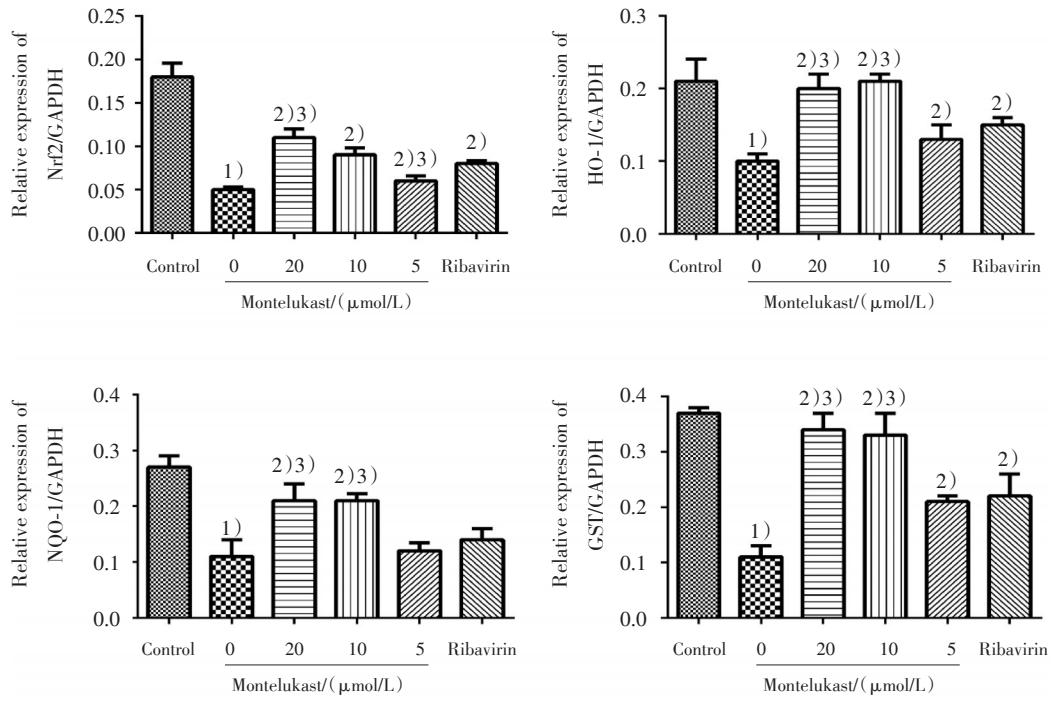 Relative expression of
Nrf2/GAPDH
0.25
0.20
0.15
0.10
0.05
0.00
1)
2)3)
2)
2)3)
2)
Control 0 20 10 5 Ribavirin
Montelukast/(μmol/L)
Relative expression of
HO-1/GAPDH
0.3
0.2
0.1
0.0
1)
2)3)
2)3)
2)
2)
Control 0 20 10 5 Ribavirin
Montelukast/(μmol/L)
Relative expression of
NQO-1/GAPDH
0.4
0.3
0.2
0.1
0.0
1)
2)3)
2)3)
Control 0 20 10 5 Ribavirin
Montelukast/(μmol/L)
Relative expression of
GST/GAPDH
0.4
0.3
0.2
0.1
0.0
1)
2)3)
2)3)
2)
2)
Control 0 20 10 5 Ribavirin
Montelukast/(μmol/L)